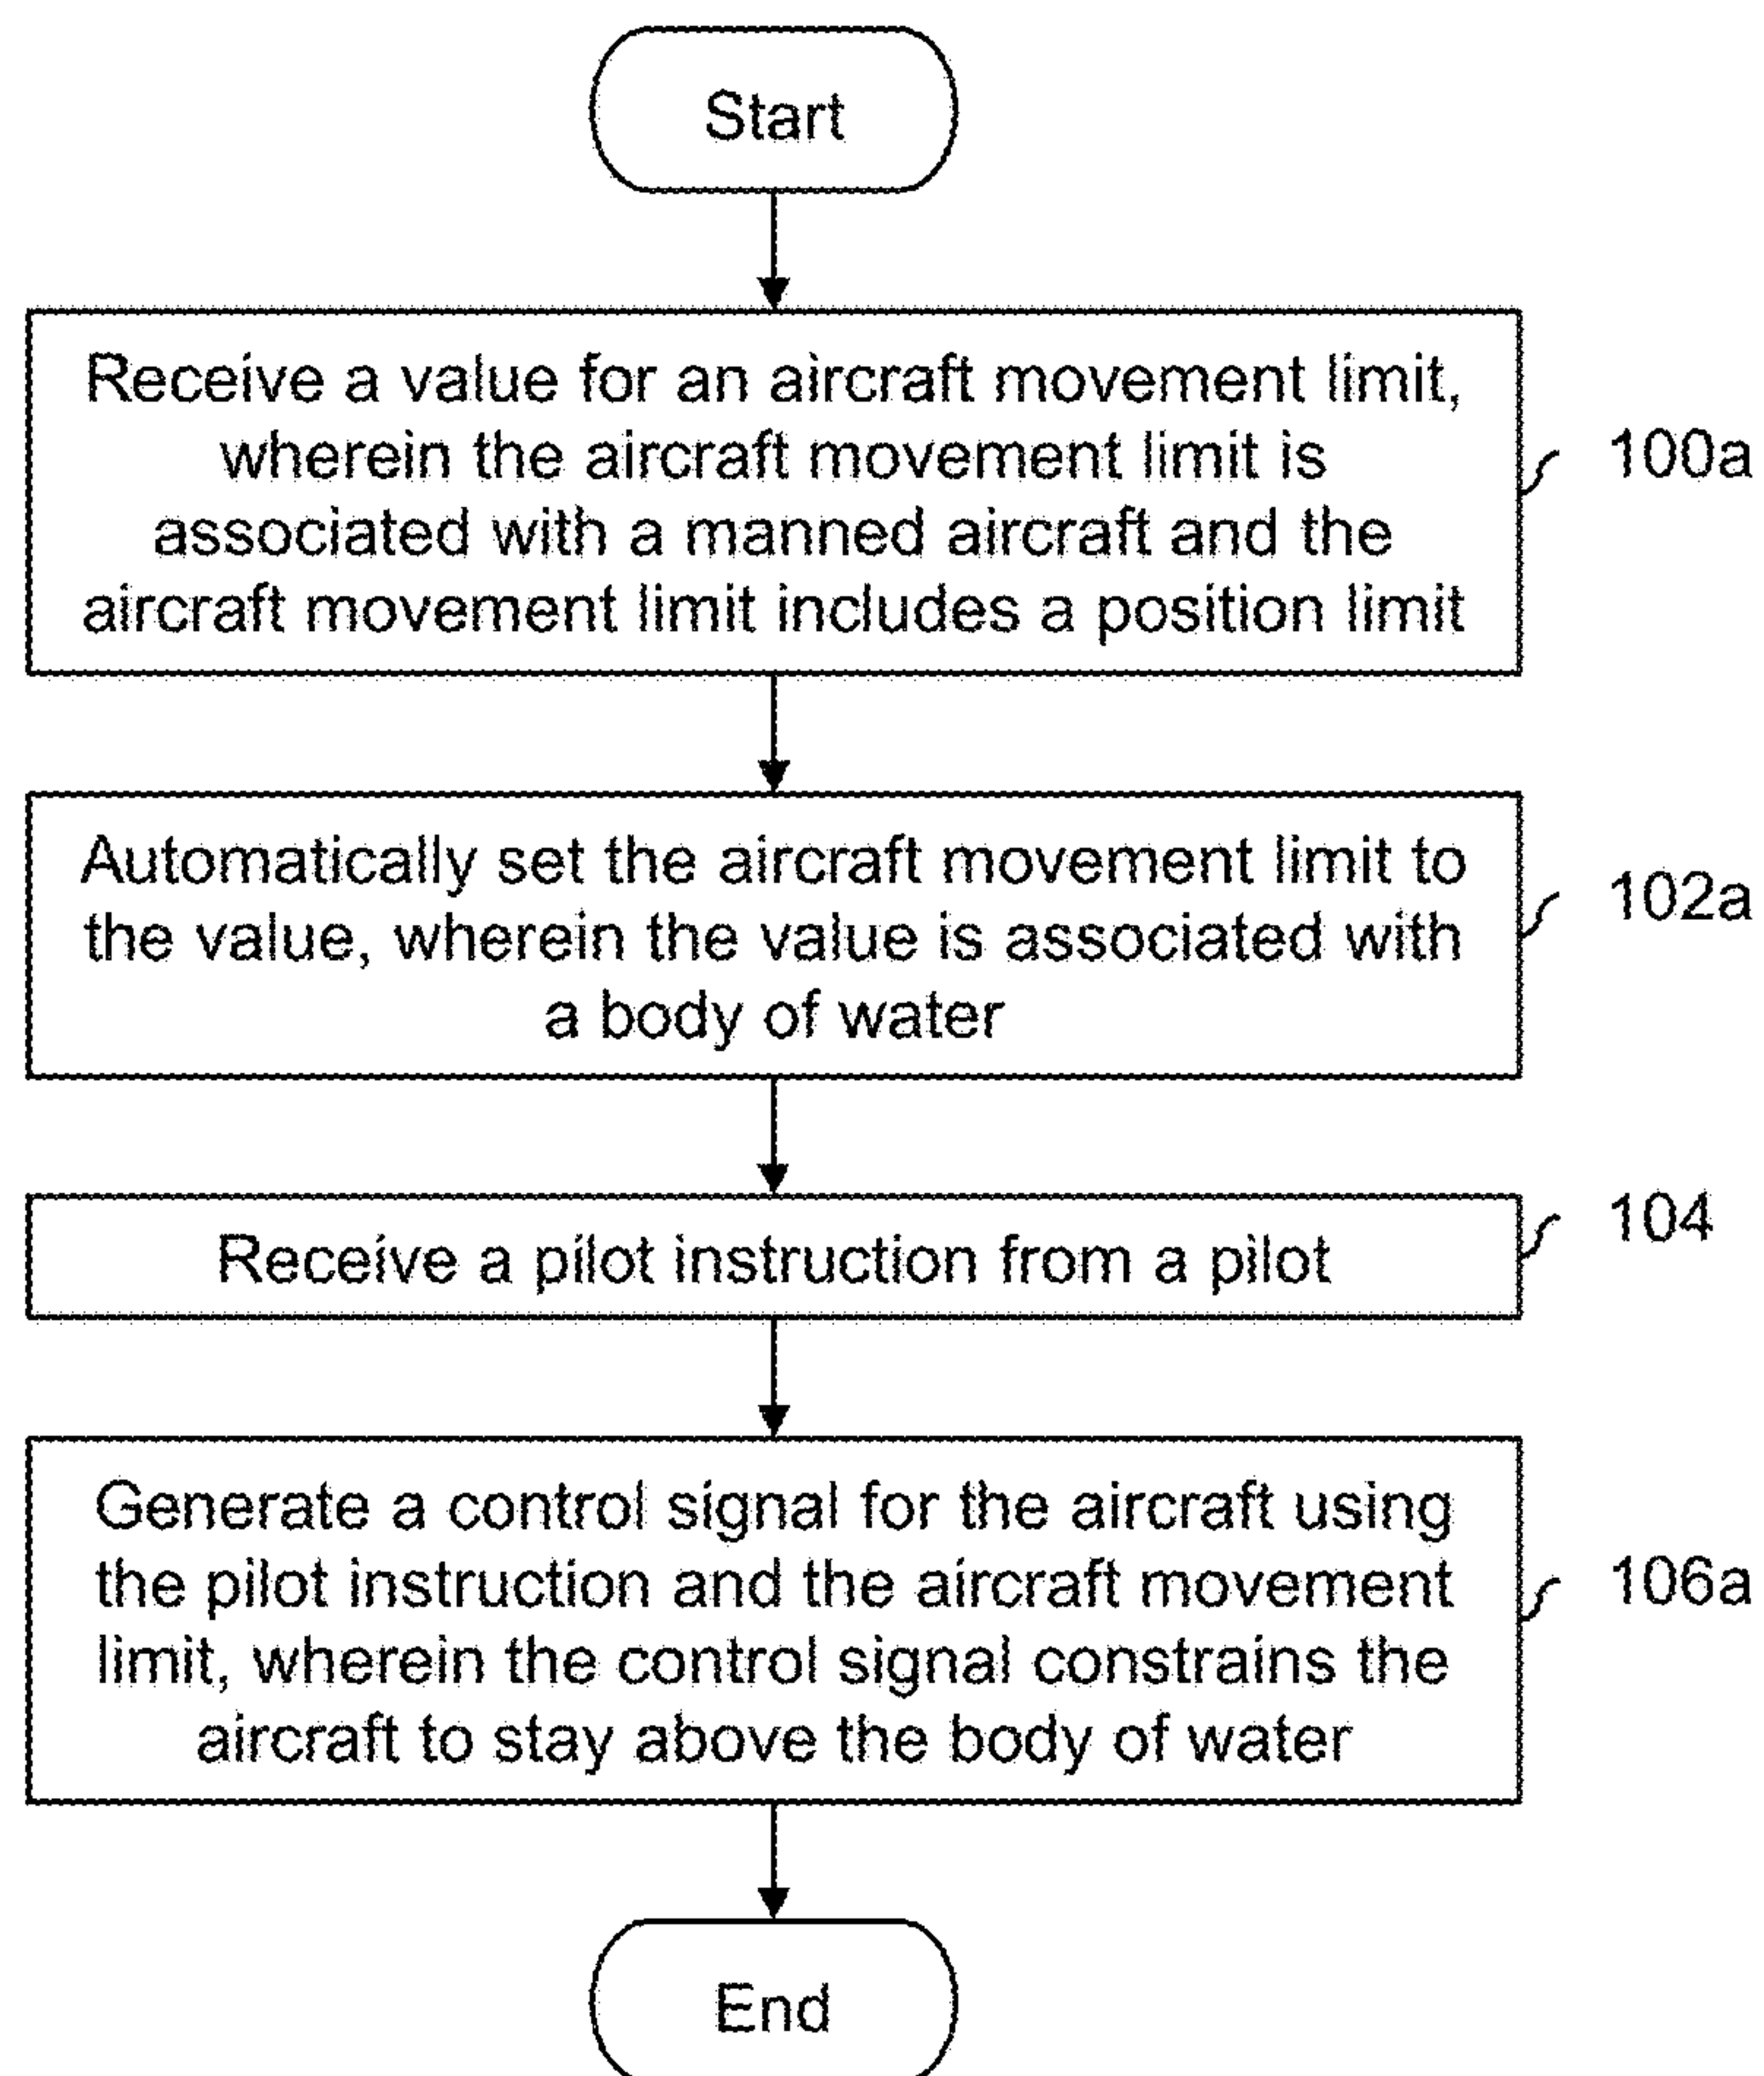 Start
Receive a value for an aircraft movement limit,
wherein the aircraft movement limit is
associated with a manned aircraft and the
aircraft movement limit includes a position limit
100a
Automatically set the aircraft movement limit to
the value, wherein the value is associated with
a body of water
102a
Receive a pilot instruction from a pilot
104
Generate a control signal for the aircraft using
the pilot instruction and the aircraft movement
limit, wherein the control signal constrains the
aircraft to stay above the body of water
106a
End